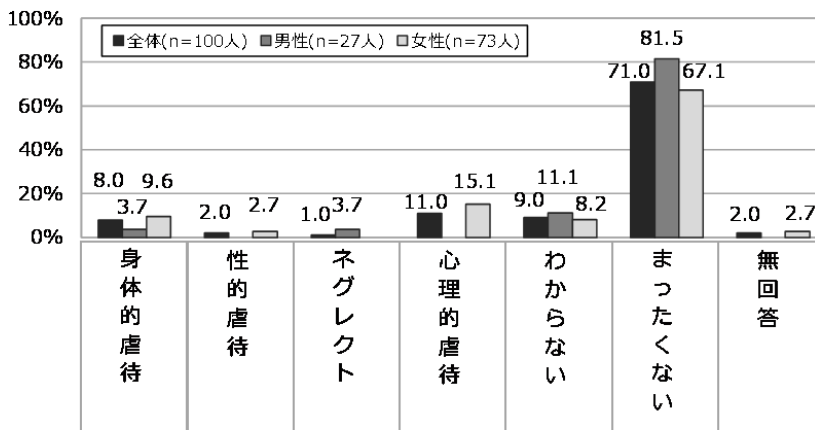 100%
80%
60%
40%
20%
0%
■全体(n=100人) ■男性(n=27人) □女性(n=73人)
8.0 3.7 9.6
2.0 2.7
1.0 3.7
11.0 15.1
9.0 11.1 8.2
71.0 81.5 67.1
2.0 2.7
身体的虐待
性的虐待
ネグレクト
心理的虐待
わからない
まったくない
無回答